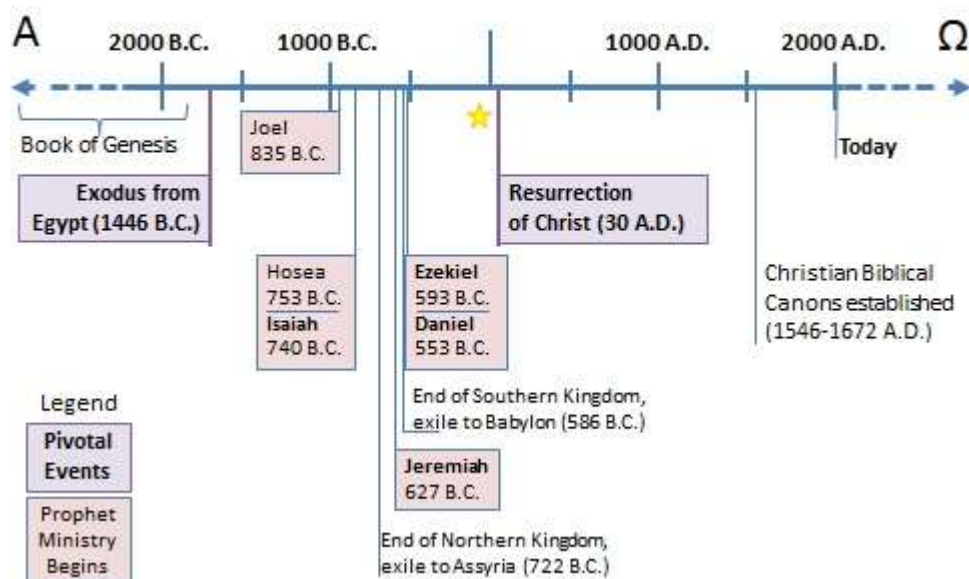 A
Ω
2000 B.C.
1000 B.C.
1000 A.D.
2000 A.D.
Book of Genesis
Joel
835 B.C.
Today
Exodus from
Egypt (1446 B.C.)
Resurrection
of Christ (30 A.D.)
Hosea
753 B.C.
Isaiah
740 B.C.
Ezekiel
593 B.C.
Daniel
553 B.C.
Christian Biblical
Canons established
(1546-1672 A.D.)
End of Southern Kingdom,
exile to Babylon (586 B.C.)
Jeremiah
627 B.C.
End of Northern Kingdom,
exile to Assyria (722 B.C.)
Legend
Pivotal
Events
Prophet
Ministry
Begins